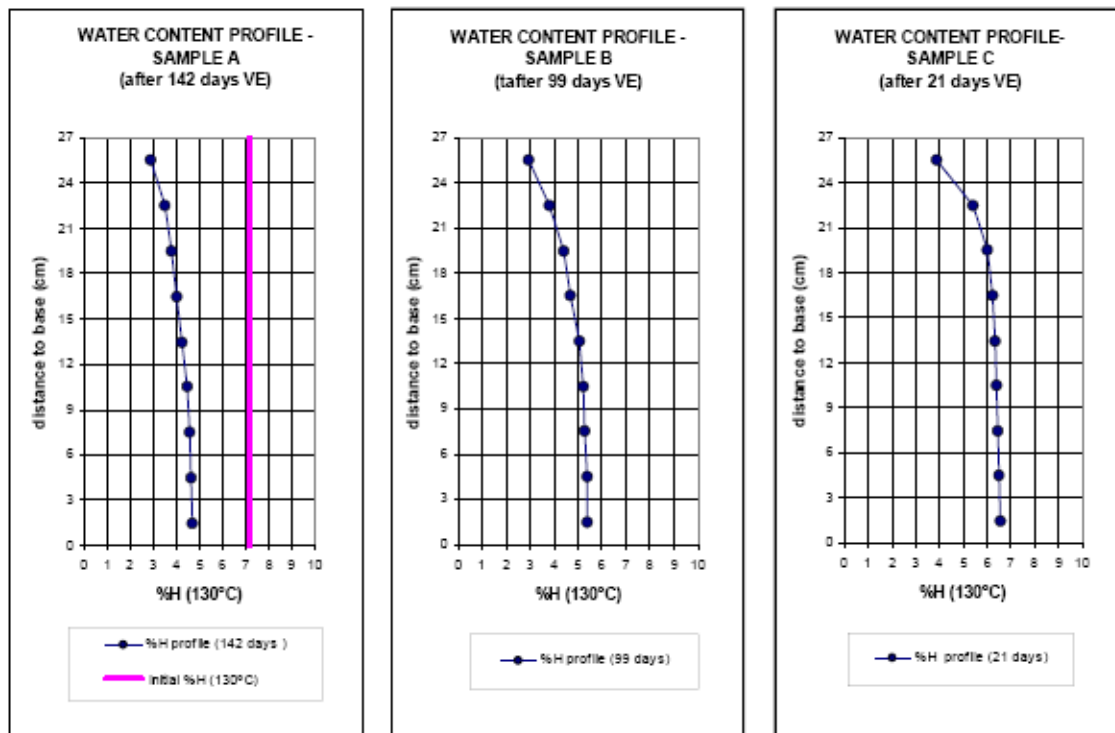 WATER CONTENT PROFILE -
SAMPLE A
(after 142 days VE)
27
24
21
18
15
12
9
6
3
0
distance to base (cm)
0 1 2 3 4 5 6 7 8 9 10
%H (130ºC)
%H profile (142 days )
Initial %H (130ºC)
WATER CONTENT PROFILE -
SAMPLE B
(tafter 99 days VE)
27
24
21
18
15
12
9
6
3
0
distance to base (cm)
0 1 2 3 4 5 6 7 8 9 10
%H (130ºC)
%H profile (99 days)
WATER CONTENT PROFILE-
SAMPLE C
(after 21 days VE)
27
24
21
18
15
12
9
6
3
0
distance to base (cm)
0 1 2 3 4 5 6 7 8 9 10
%H (130ºC)
%H profile (21 days)